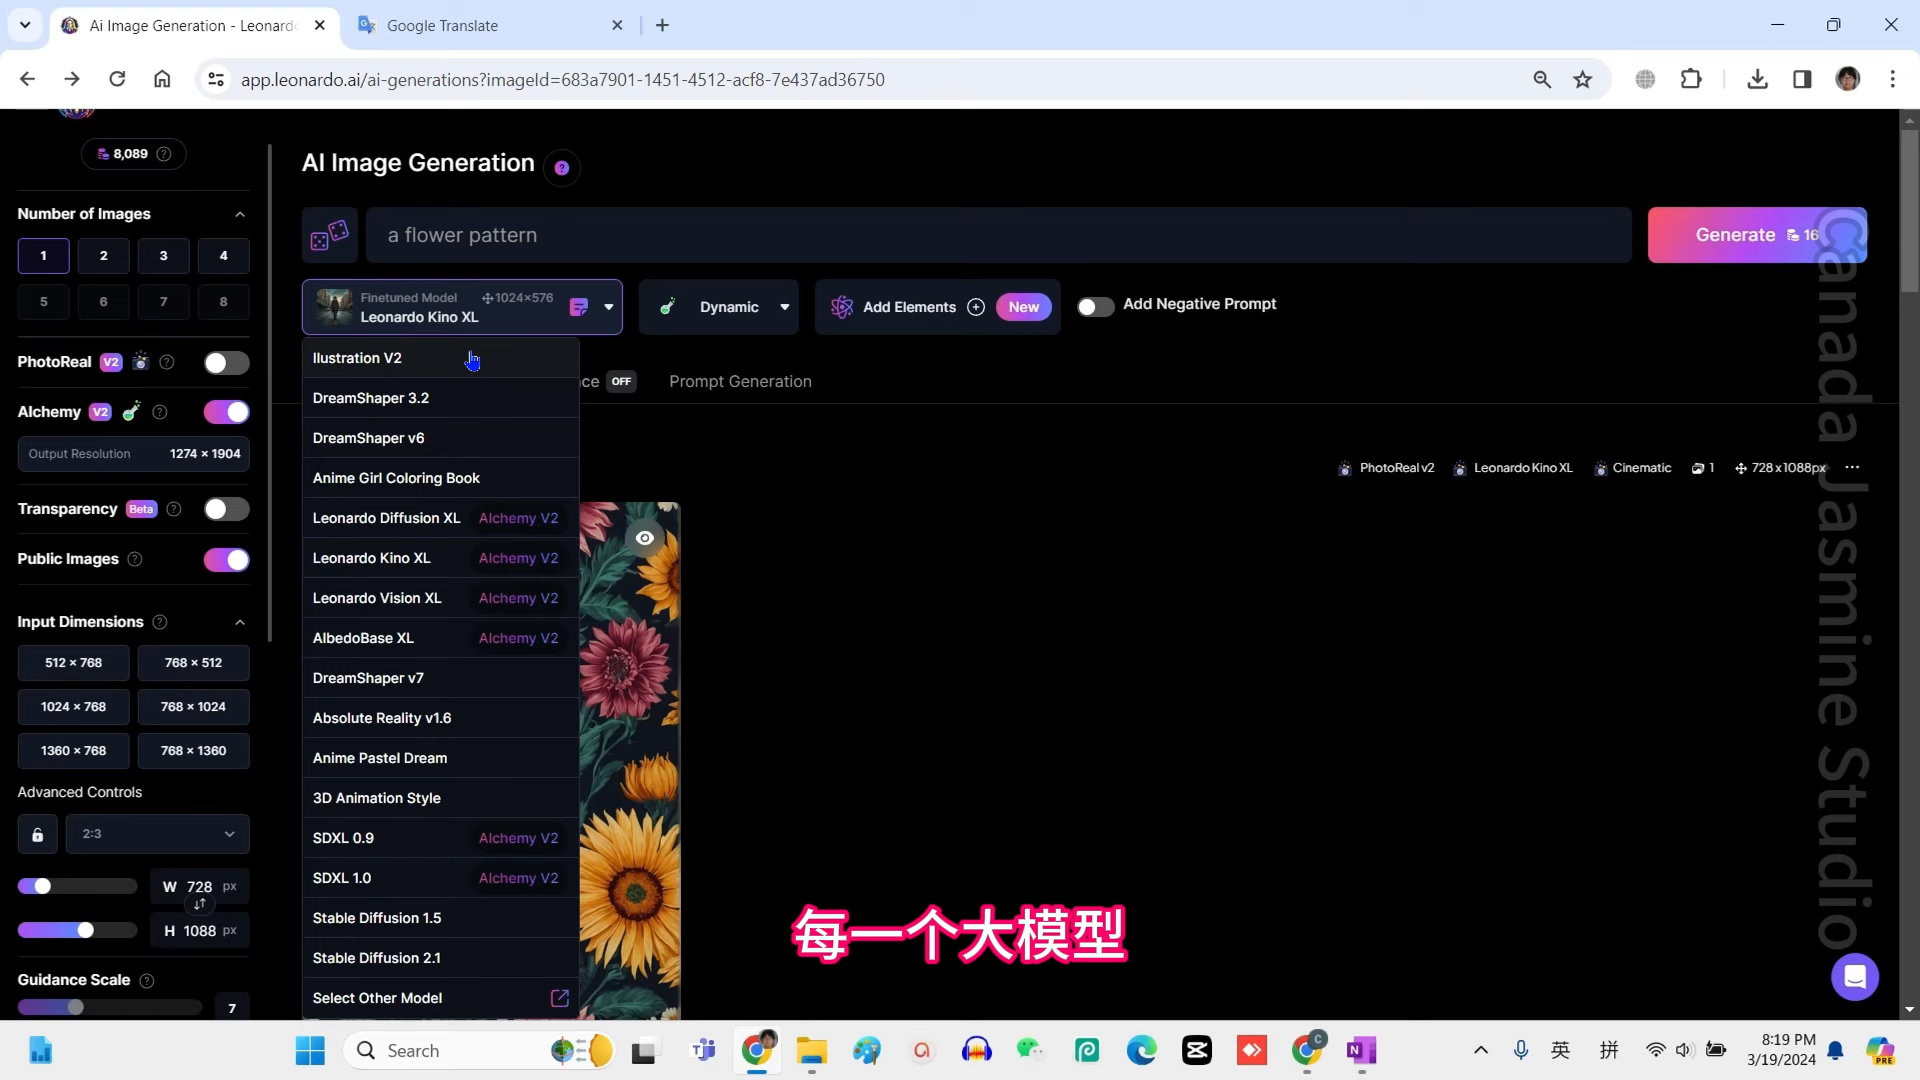 Ai Image Generation - Leonardo
Google Translate
app.leonardo.ai/ai-generations?imageId=683a7901-1451-4512-acf8-7e437ad36750
8,089
AI Image Generation
Number of Images
1 2 3 4
5 6 7 8
a flower pattern
Generate 16
Finetuned Model 1024×576
Leonardo Kino XL
Dynamic
Add Elements New
Add Negative Prompt
PhotoReal V2
Alchemy V2
Output Resolution 1274 × 1904
Transparency Beta
Public Images
Input Dimensions
512 × 768 768 × 512
1024 × 768 768 × 1024
1360 × 768 768 × 1360
Advanced Controls
2:3
W 728 px
H 1088 px
Guidance Scale
7
Ilustration V2
DreamShaper 3.2
DreamShaper v6
Anime Girl Coloring Book
Leonardo Diffusion XL Alchemy V2
Leonardo Kino XL Alchemy V2
Leonardo Vision XL Alchemy V2
AlbedoBase XL Alchemy V2
DreamShaper v7
Absolute Reality v1.6
Anime Pastel Dream
3D Animation Style
SDXL 0.9 Alchemy V2
SDXL 1.0 Alchemy V2
Stable Diffusion 1.5
Stable Diffusion 2.1
Select Other Model
OFF
Prompt Generation
PhotoReal v2 Leonardo Kino XL Cinematic 1 728 x 1088px
每一个大模型
Canada Jasmine Studio
Search
英
拼
8:19 PM
3/19/2024
PRE